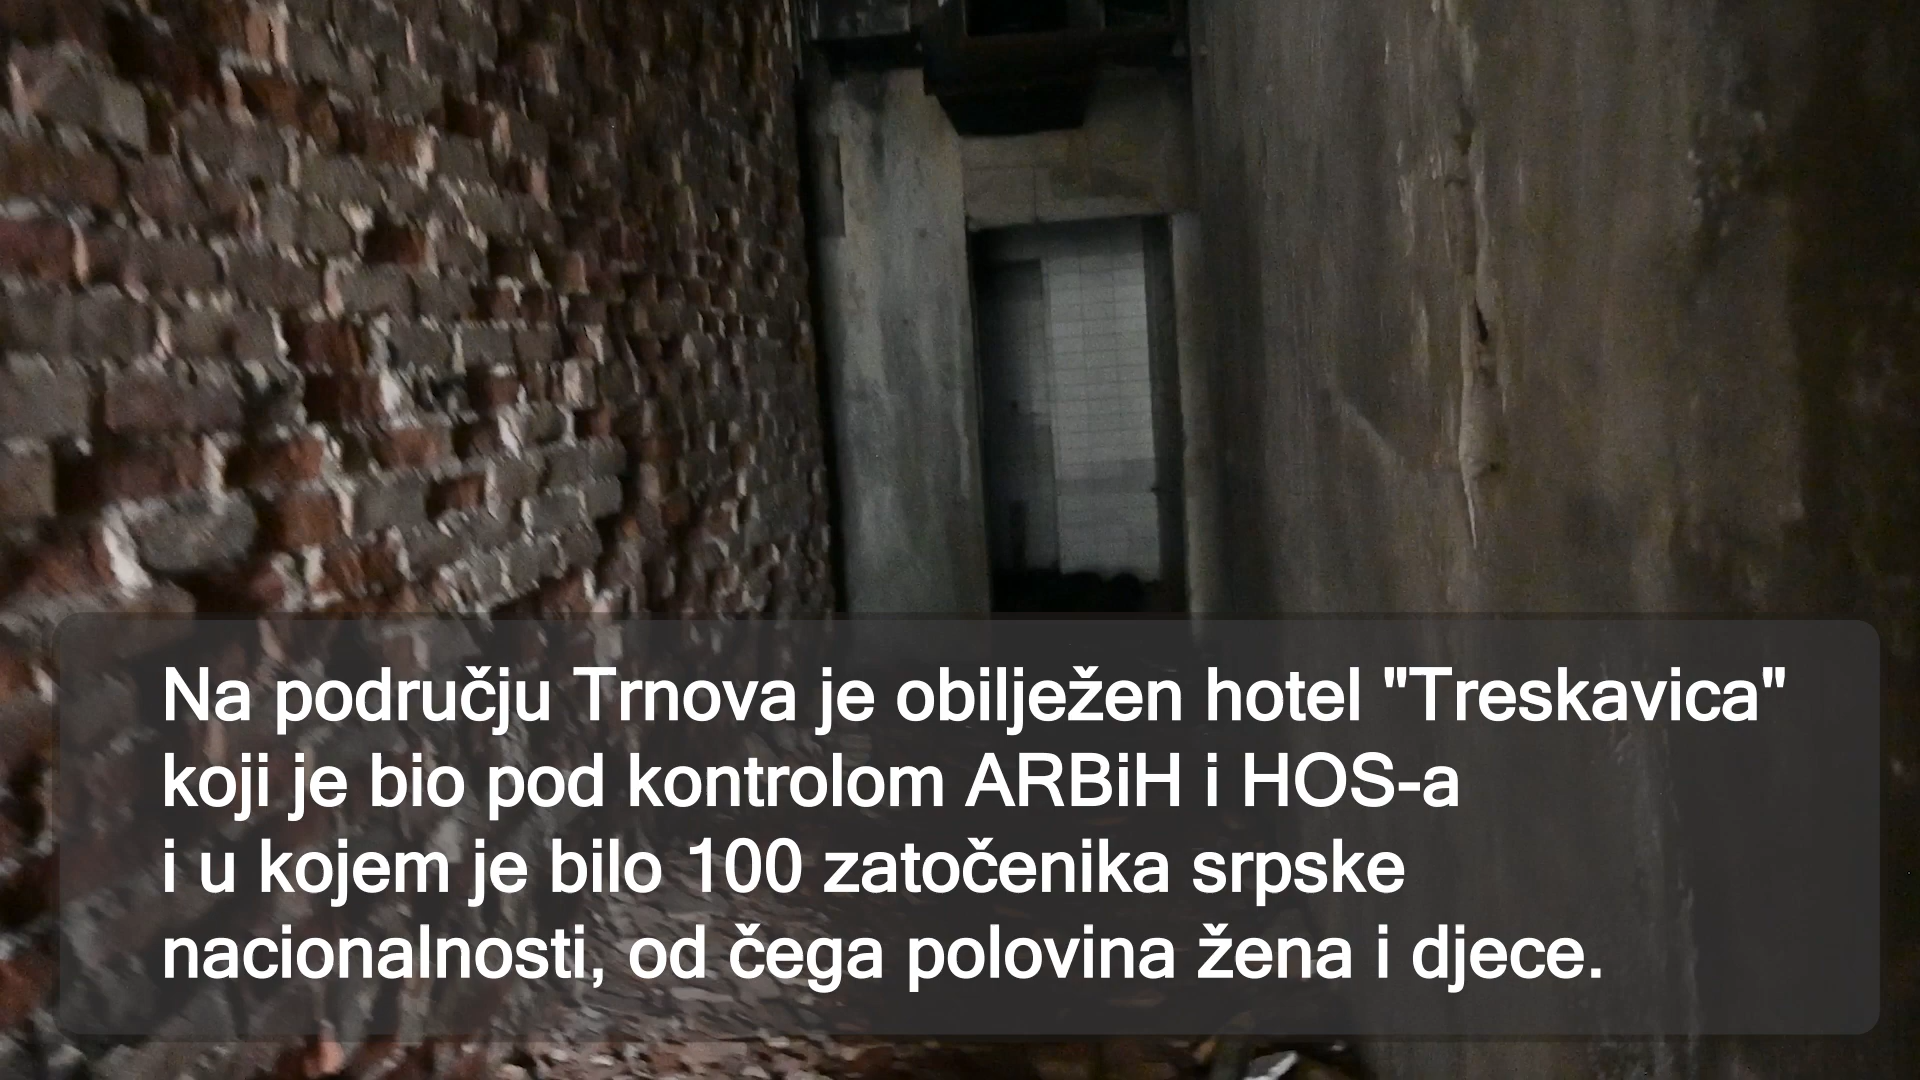 Na području Trnova je obilježen hotel "Treskavica"
koji je bio pod kontrolom ARBiH i HOS-a
i u kojem je bilo 100 zatočenika srpske
nacionalnosti, od čega polovina žena i djece.